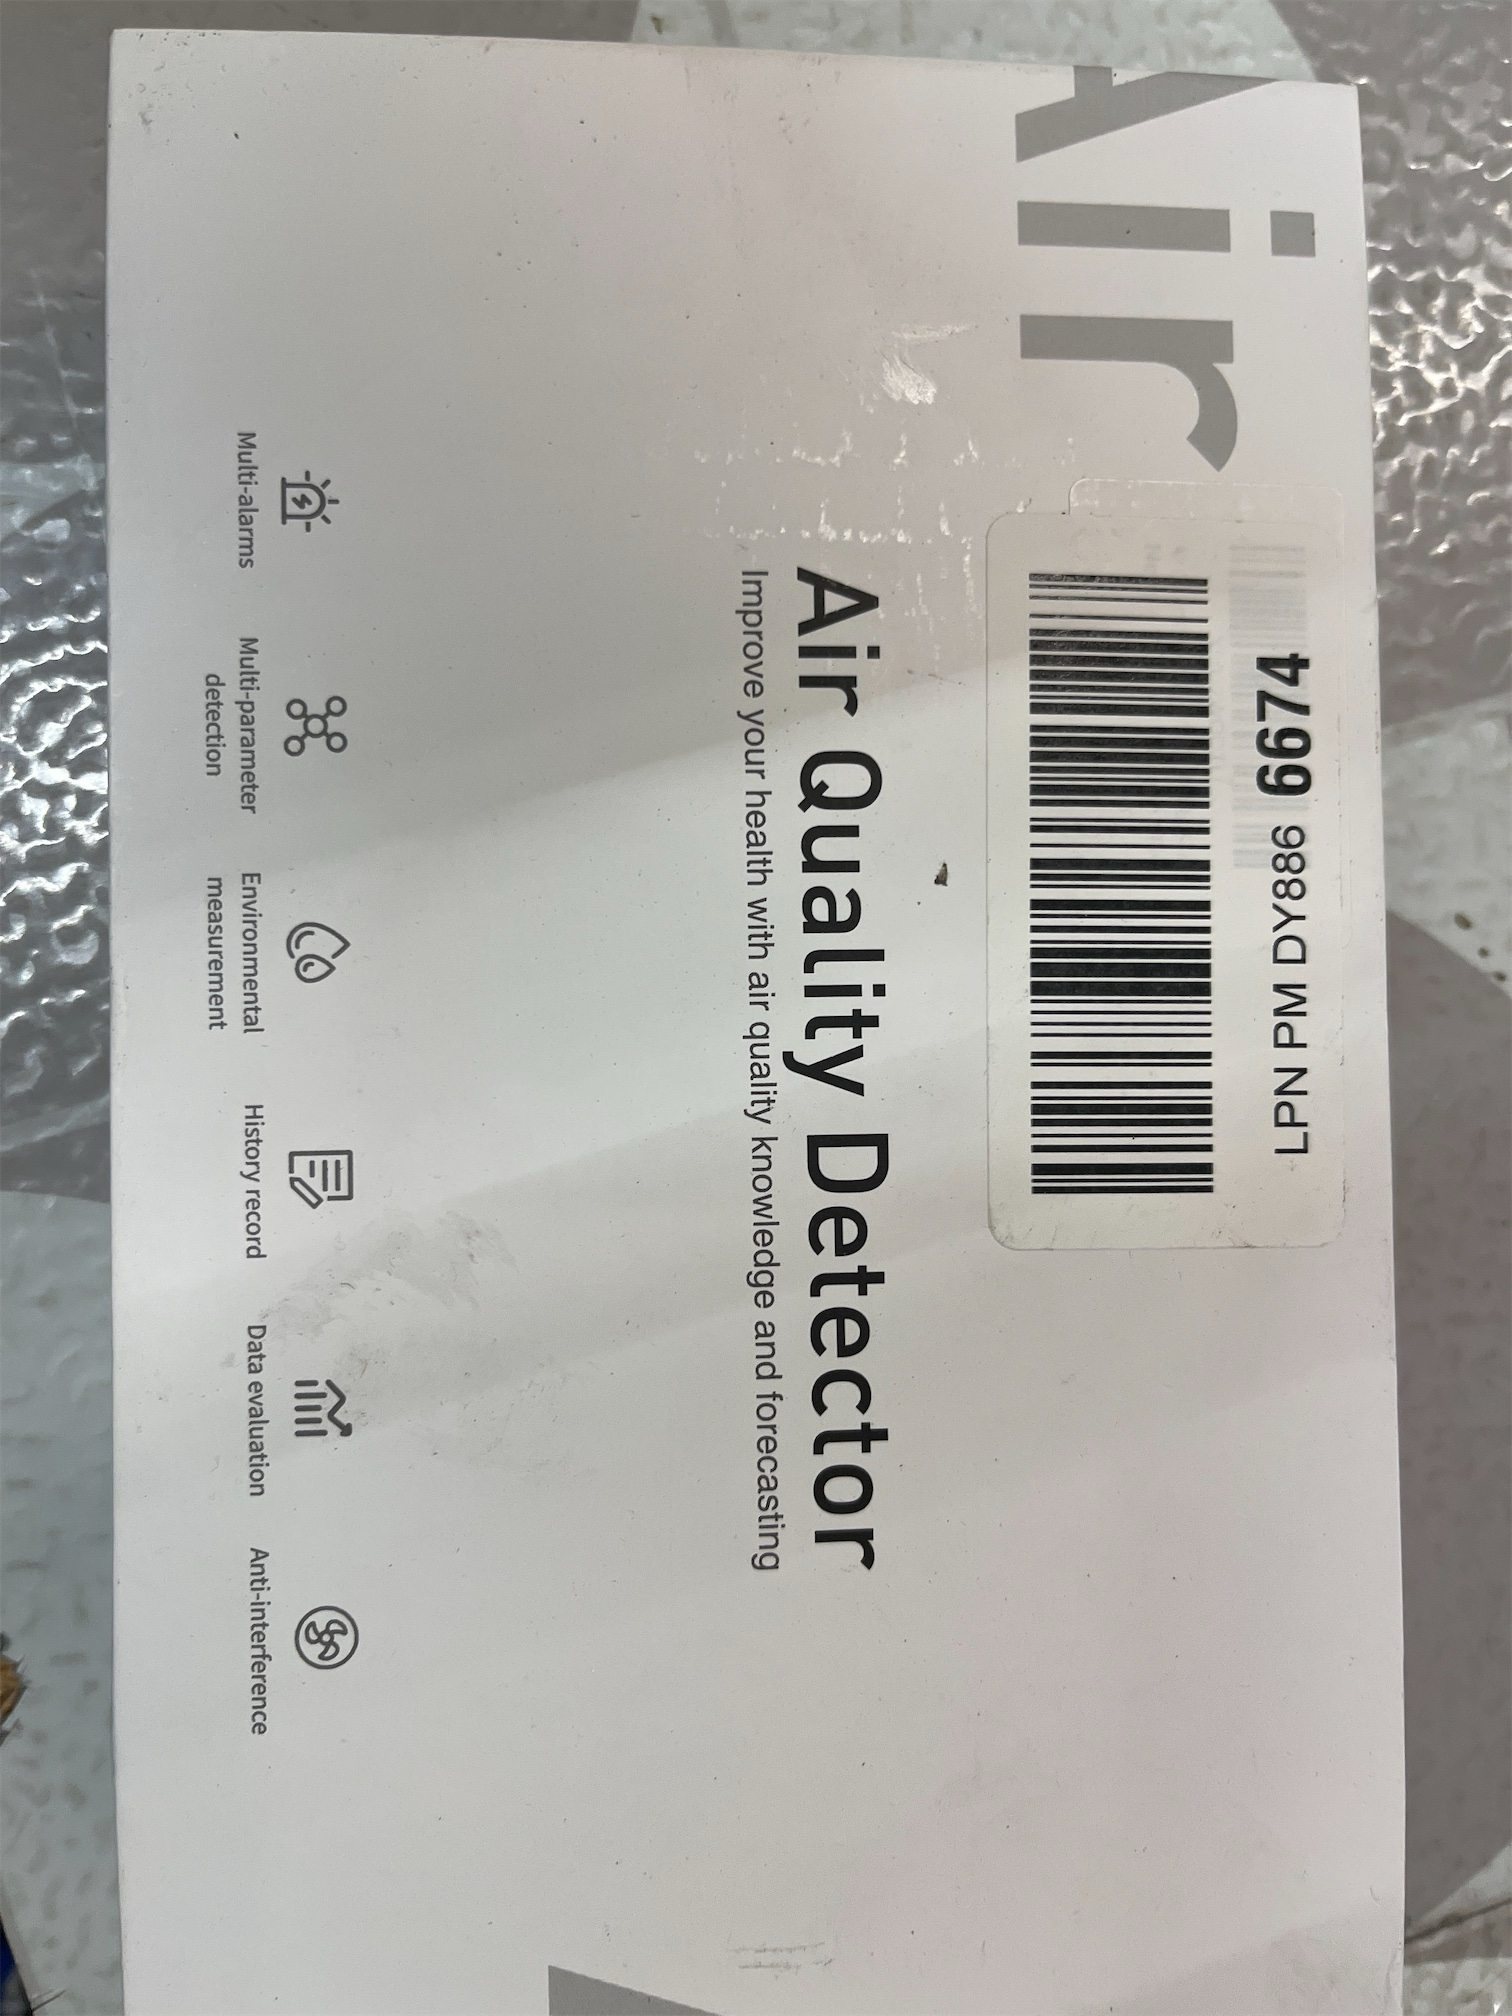 Air
LPN PM DY886 6674
Air Quality Detector
Improve your health with air quality knowledge and forecasting
Multi-alarms
Multi-parameter
detection
Environmental
measurement
History record
Data evaluation
Anti-interference